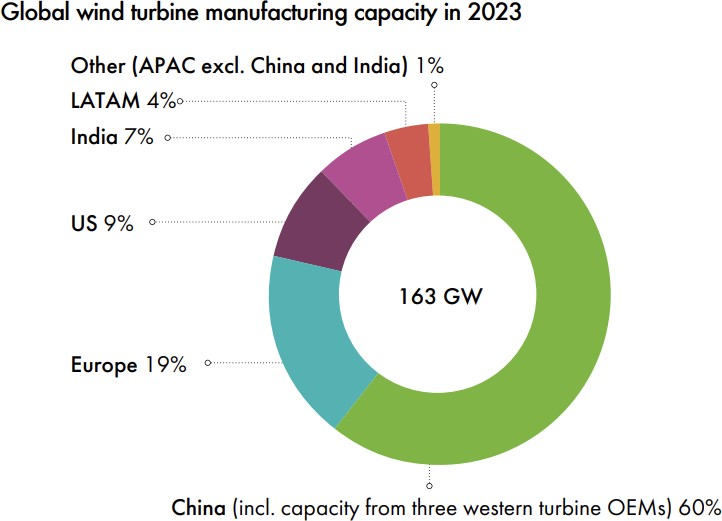 Global wind turbine manufacturing capacity in 2023
Other (APAC excl. China and India) 1%
LATAM 4%
India 7%
US 9%
163 GW
Europe 19%
China (incl. capacity from three western turbine OEMs) 60%